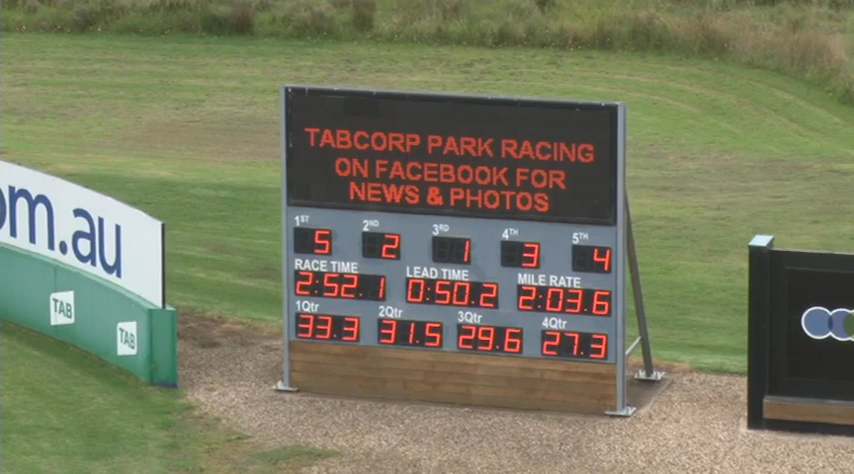 TABCORP PARK RACING
ON FACEBOOK FOR
NEWS & PHOTOS
1ST 2ND 3RD 4TH 5TH
5 2 1 3 4
RACE TIME LEAD TIME MILE RATE
2:52.1 0:50.2 2:03.6
1Qtr 2Qtr 3Qtr 4Qtr
33.3 31.5 29.6 27.3
om.au
TAB
TAB